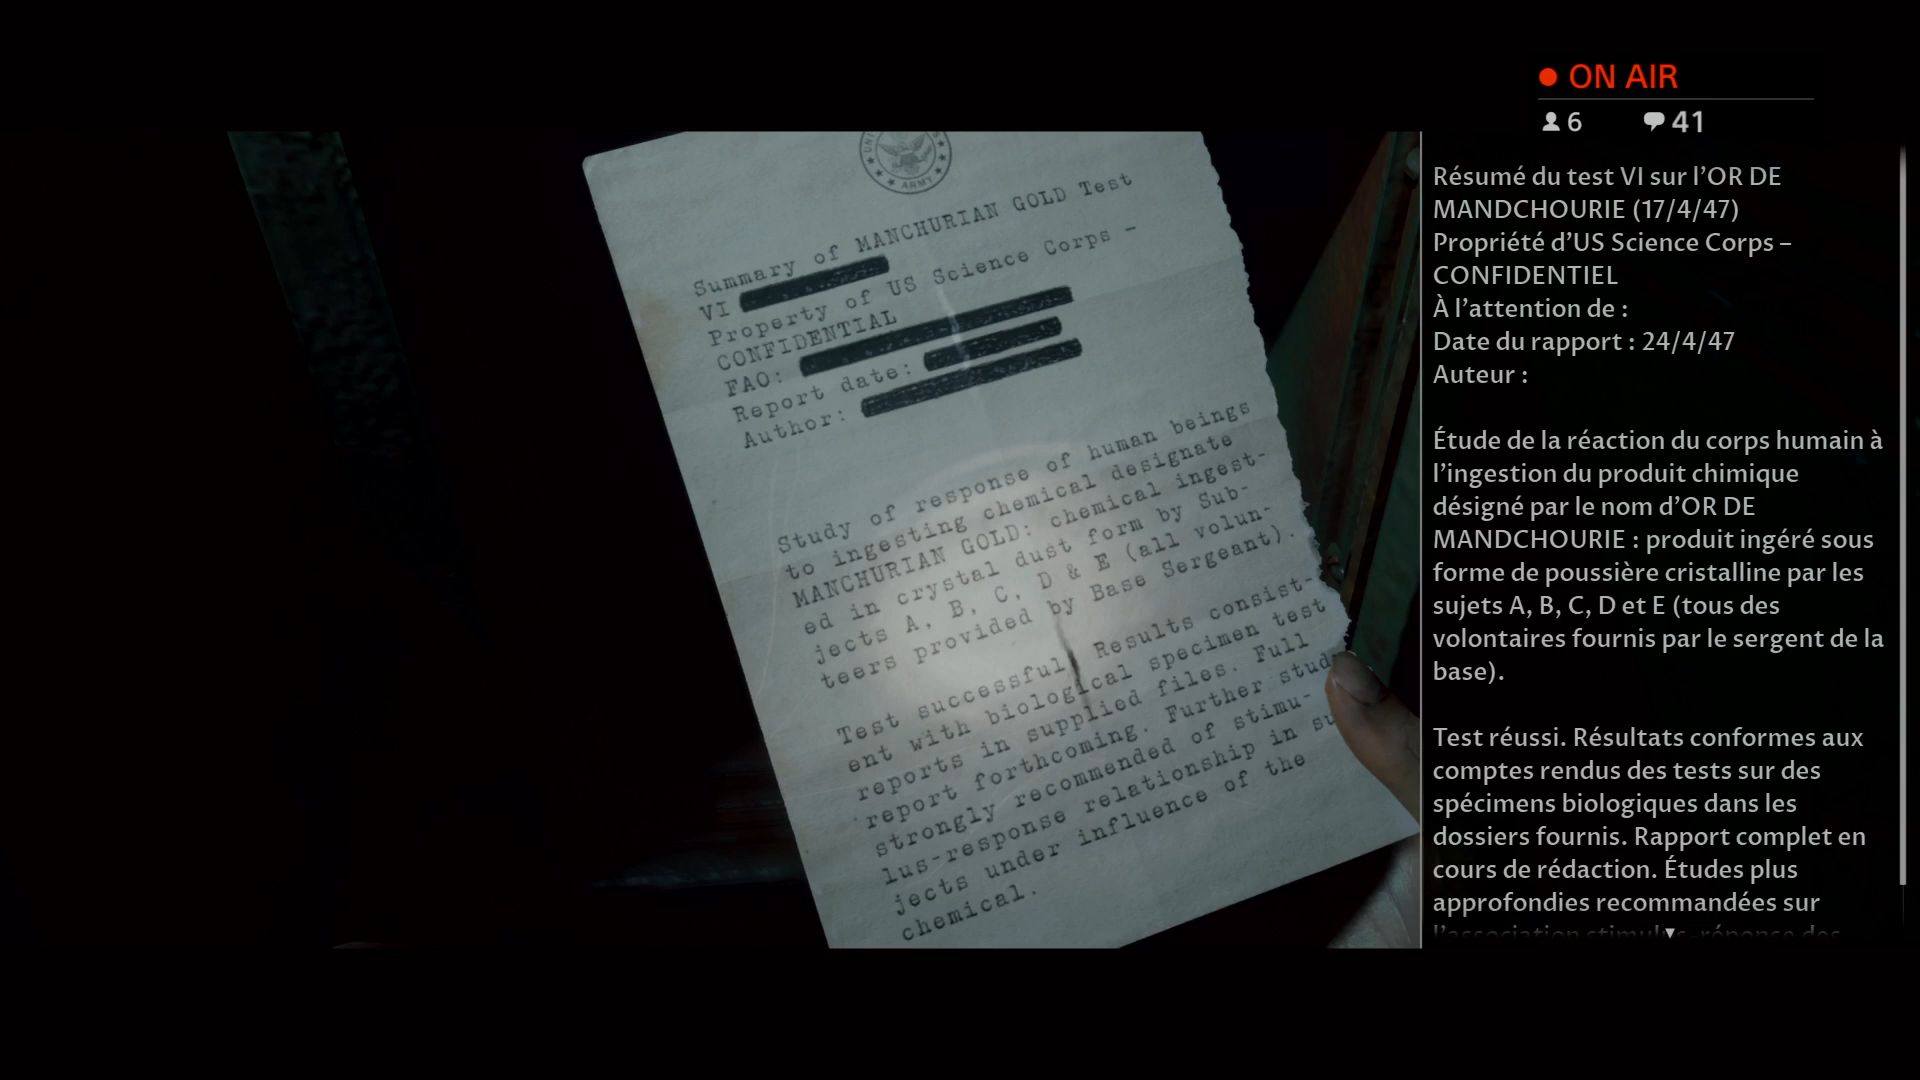 ON AIR
6 41
UNI
ARMY
Summary of MANCHURIAN GOLD Test
VI
Property of US Science Corps –
CONFIDENTIAL
FAO:
Report date:
Author:
Study of response of human beings
to ingesting chemical designate
MANCHURIAN GOLD: chemical ingest-
ed in crystal dust form by Sub-
jects A, B, C, D & E (all volun-
teers provided by Base Sergeant).
Test successful. Results consist-
ent with biological specimen test
reports in supplied files. Full
report forthcoming. Further stud
strongly recommended of stimu-
lus-response relationship in su
jects under influence of the
chemical.
Résumé du test VI sur l’OR DE
MANDCHOURIE (17/4/47)
Propriété d’US Science Corps –
CONFIDENTIEL
À l’attention de :
Date du rapport : 24/4/47
Auteur :
Étude de la réaction du corps humain à
l’ingestion du produit chimique
désigné par le nom d’OR DE
MANDCHOURIE : produit ingéré sous
forme de poussière cristalline par les
sujets A, B, C, D et E (tous des
volontaires fournis par le sergent de la
base).
Test réussi. Résultats conformes aux
comptes rendus des tests sur des
spécimens biologiques dans les
dossiers fournis. Rapport complet en
cours de rédaction. Études plus
approfondies recommandées sur
l’association stimulus-réponse des